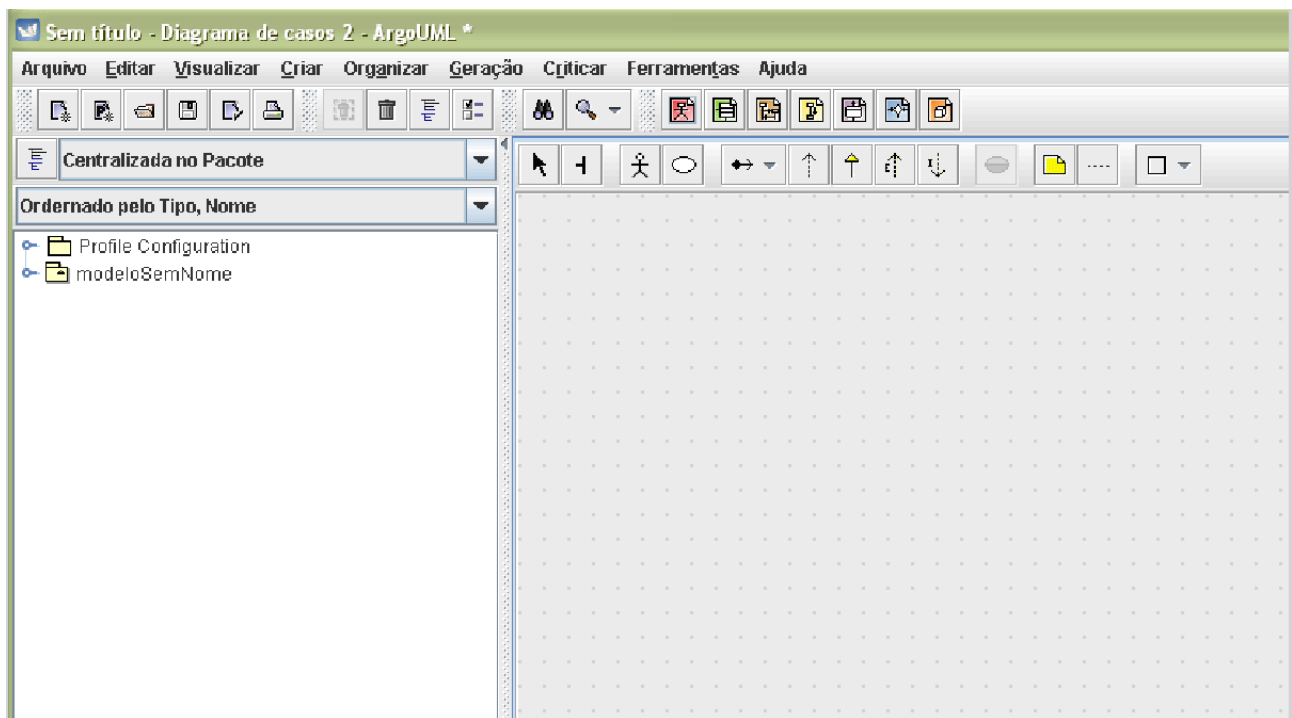 Sem título - Diagrama de casos 2 - ArgoUML *
Arquivo Editar Visualizar Criar Organizar Geração Criticar Ferramentas Ajuda
Centralizada no Pacote
Ordernado pelo Tipo, Nome
Profile Configuration
modeloSemNome